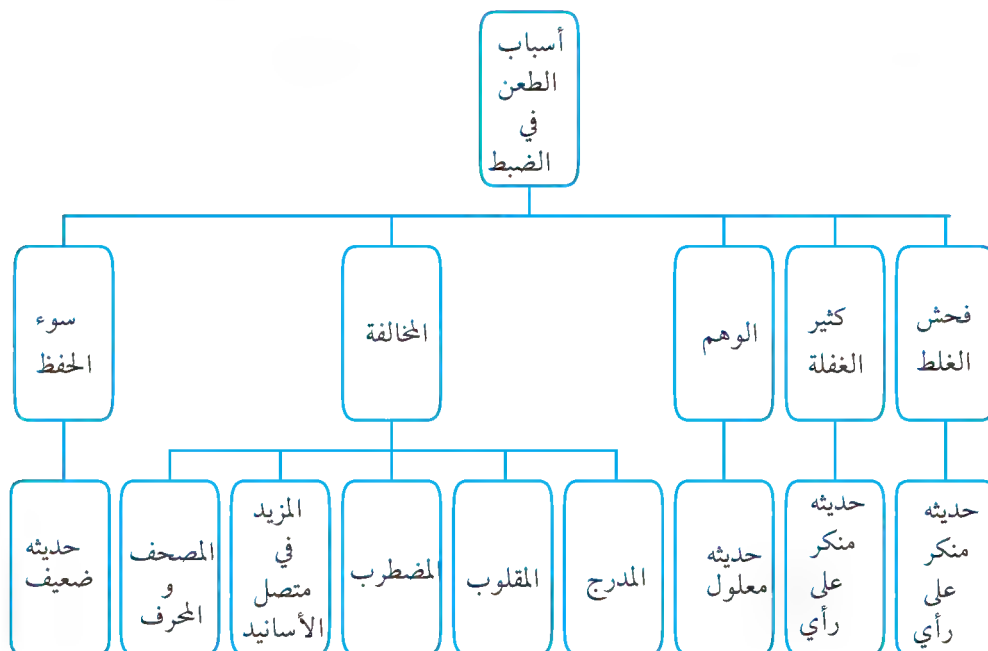 أسباب
الطعن
في
الضبط
فحش
الغلط
كثير
الغفلة
الوهم
المخالفة
سوء
الحفظ
حديثه
منكر
على
رأي
حديثه
منكر
على
رأي
حديثه
معلول
المدرج
المقلوب
المضطرب
المزيد
في
متصل
الأسانيد
المصحف
و
المحرف
حديثه
ضعيف